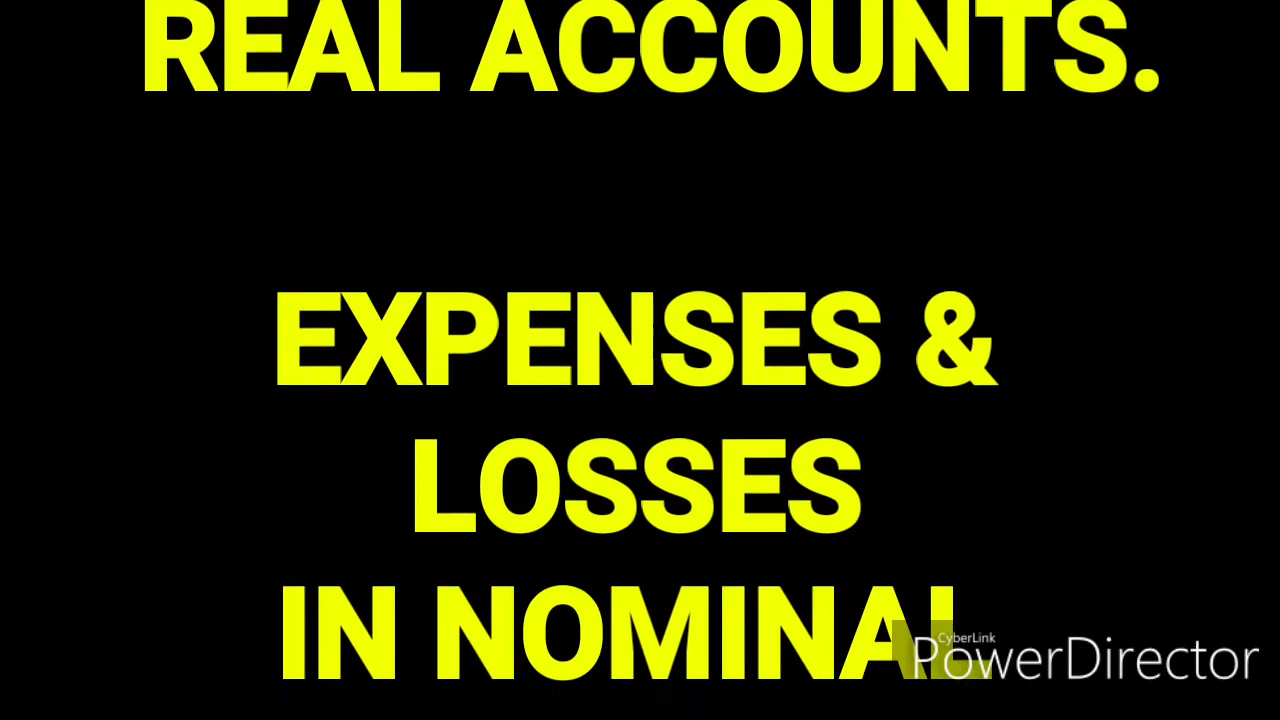 REAL ACCOUNTS.
EXPENSES &
LOSSES
IN NOMINAL
CyberLink
PowerDirector